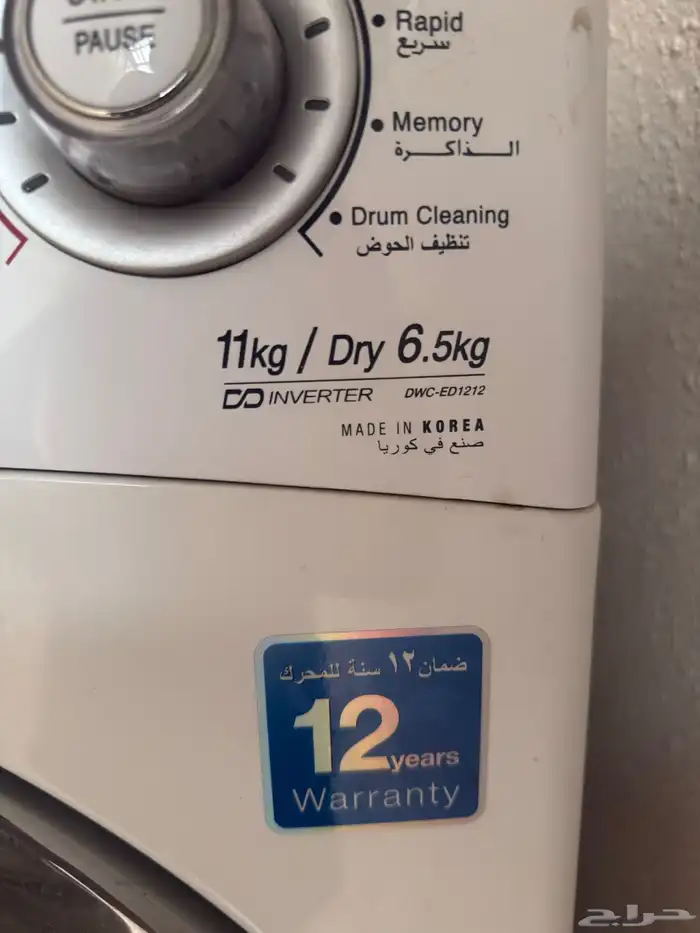 PAUSE
Rapid
سريع
Memory
الــذاكــــرة
Drum Cleaning
تنظيف الحوض
11kg / Dry 6.5kg
INVERTER DWC-ED1212
MADE IN KOREA
صنع في كوريا
ضمان ١٢ سنة للمحرك
12 years
Warranty
حراج